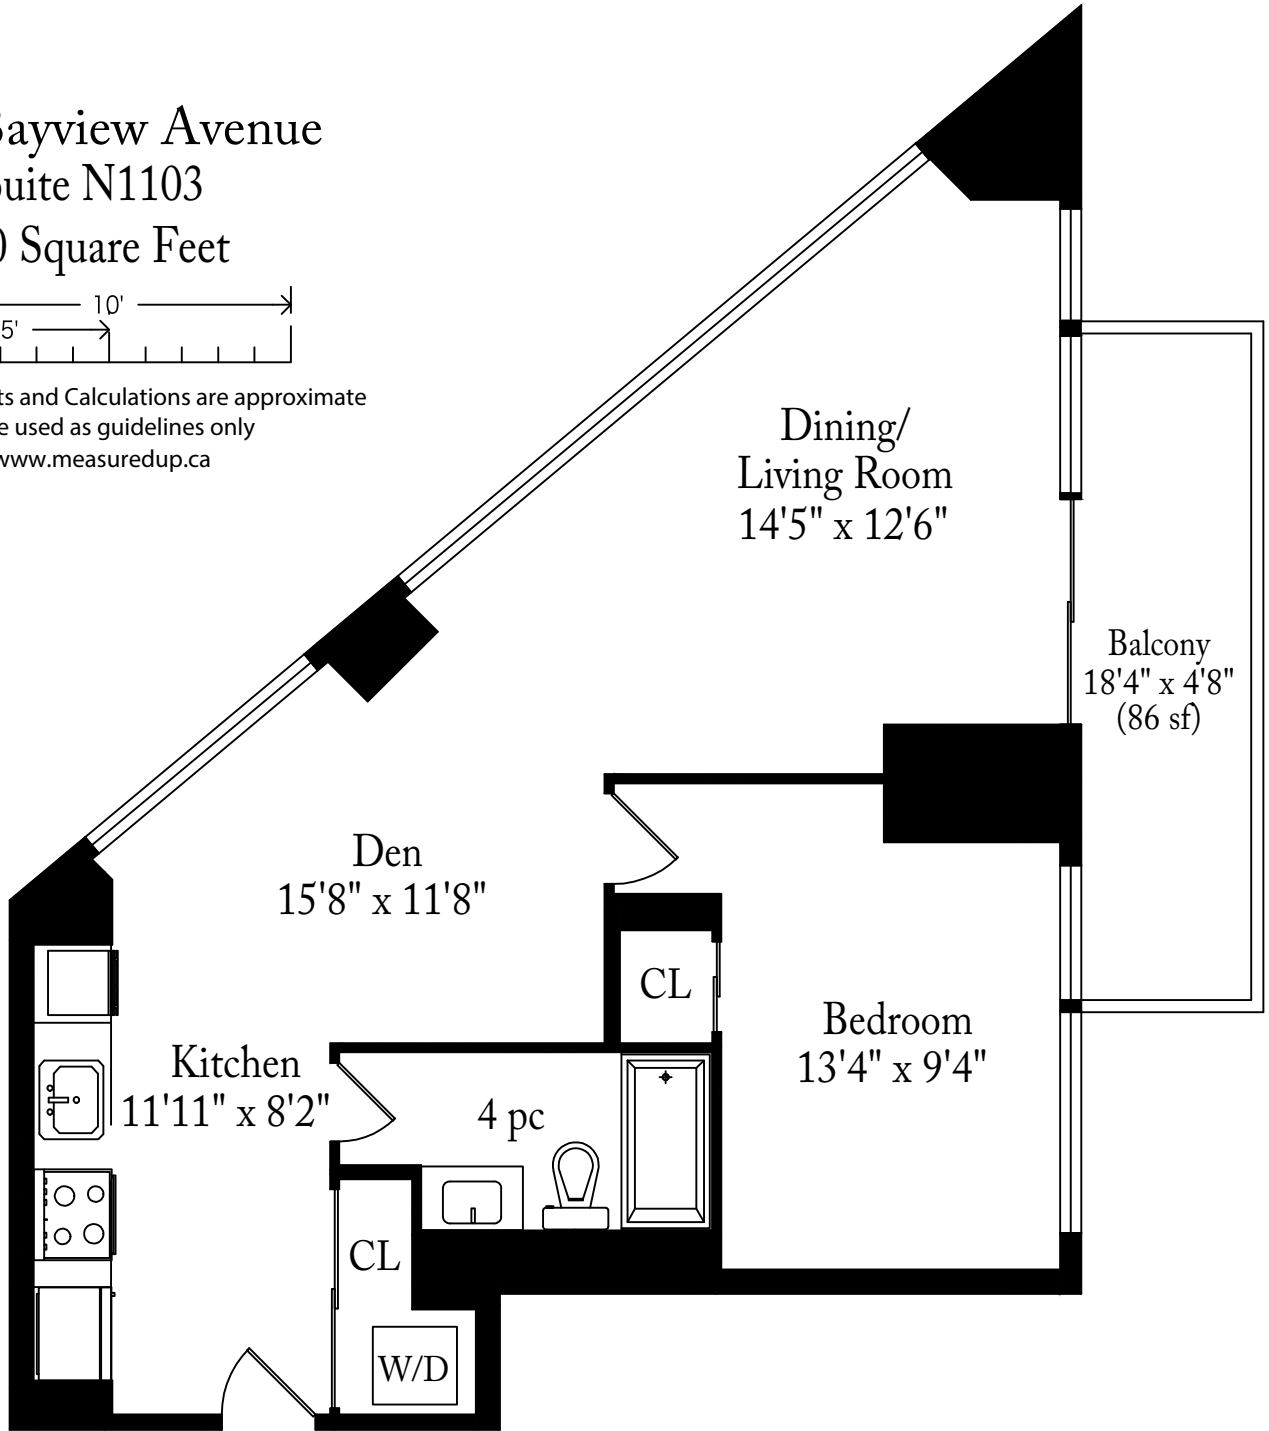 Bayview Avenue
Suite N1103
0 Square Feet
10'
5'
ts and Calculations are approximate
e used as guidelines only
www.measuredup.ca
Dining/
Living Room
14'5" x 12'6"
Balcony
18'4" x 4'8"
(86 sf)
Den
15'8" x 11'8"
CL
Bedroom
13'4" x 9'4"
Kitchen
11'11" x 8'2"
4 pc
CL
W/D